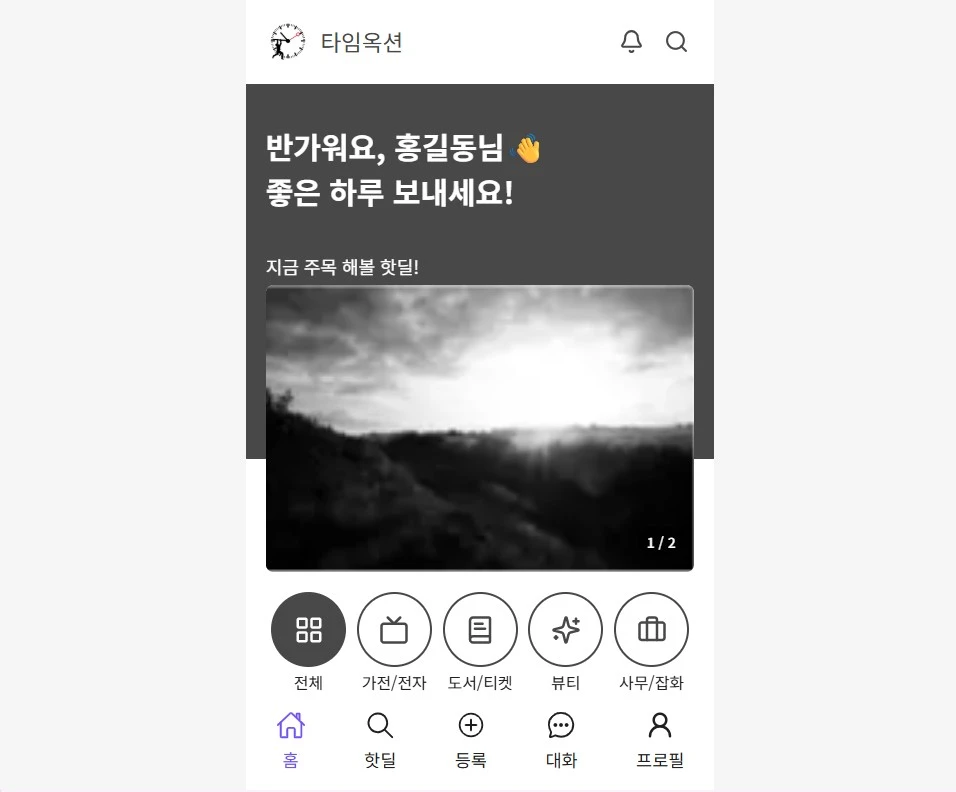 타임옥션
반가워요, 홍길동님 👋
좋은 하루 보내세요!
지금 주목 해볼 핫딜!
1 / 2
전체 가전/전자 도서/티켓 뷰티 사무/잡화
홈 핫딜 등록 대화 프로필